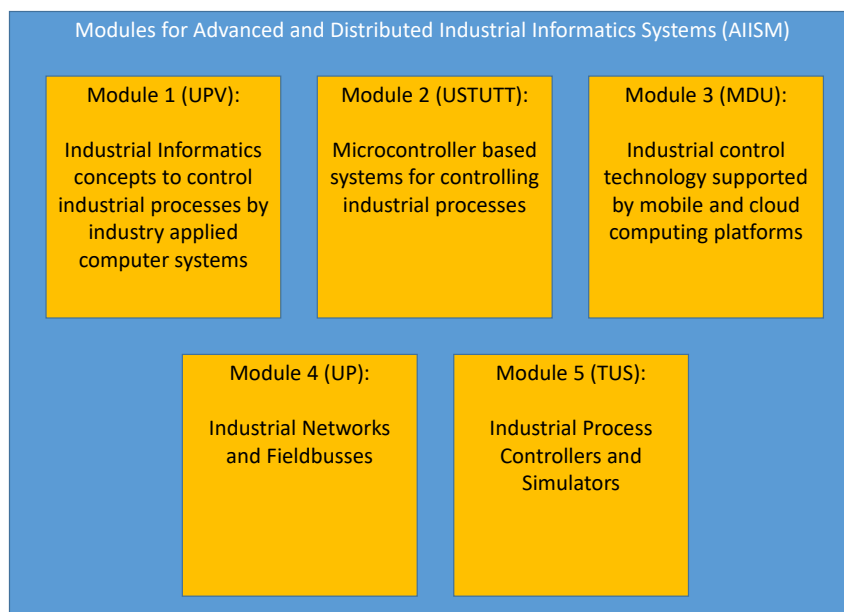 Modules for Advanced and Distributed Industrial Informatics Systems (AIISM)
Module 1 (UPV):
Industrial Informatics
concepts to control
industrial processes by
industry applied
computer systems
Module 2 (USTUTT):
Microcontroller based
systems for controlling
industrial processes
Module 3 (MDU):
Industrial control
technology supported
by mobile and cloud
computing platforms
Module 4 (UP):
Industrial Networks
and Fieldbusses
Module 5 (TUS):
Industrial Process
Controllers and
Simulators